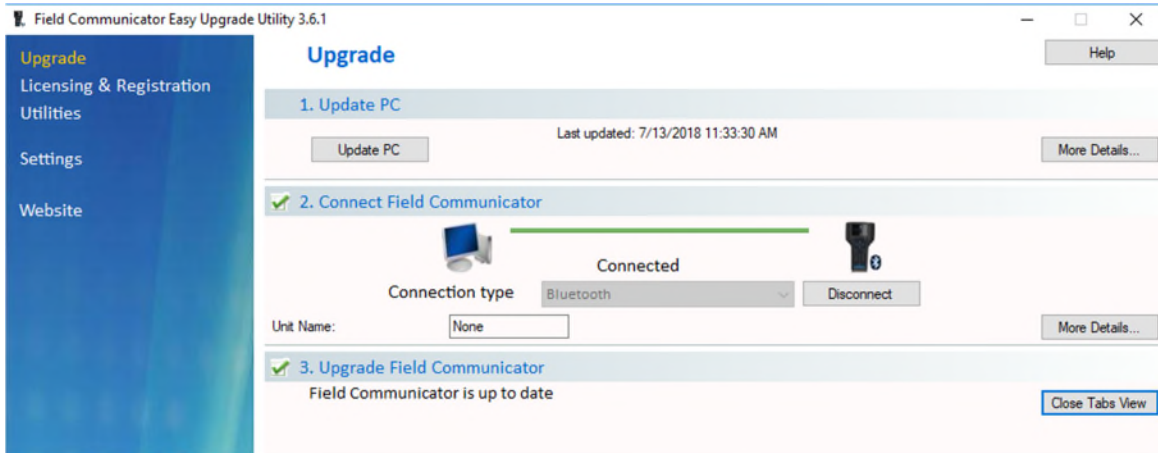 Field Communicator Easy Upgrade Utility 3.6.1
Upgrade
Licensing & Registration
Utilities
Settings
Website
Upgrade
Help
1. Update PC
Update PC
Last updated: 7/13/2018 11:33:30 AM
More Details...
2. Connect Field Communicator
Connected
Connection type
Bluetooth
Disconnect
Unit Name:
None
More Details...
3. Upgrade Field Communicator
Field Communicator is up to date
Close Tabs View